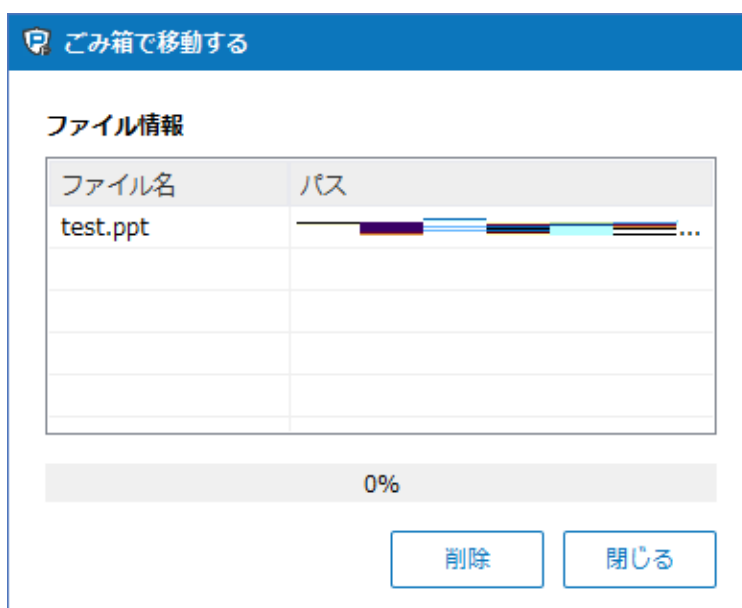 ごみ箱で移動する
ファイル情報
ファイル名 パス
test.ppt ...
0%
削除 閉じる